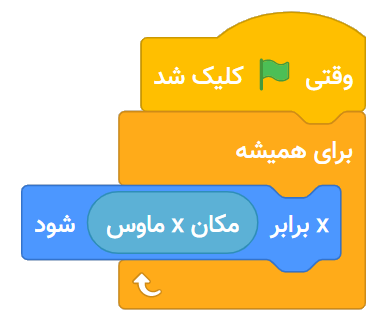 وقتی کلیک شد
برای همیشه
x برابر مکان x ماوس شود